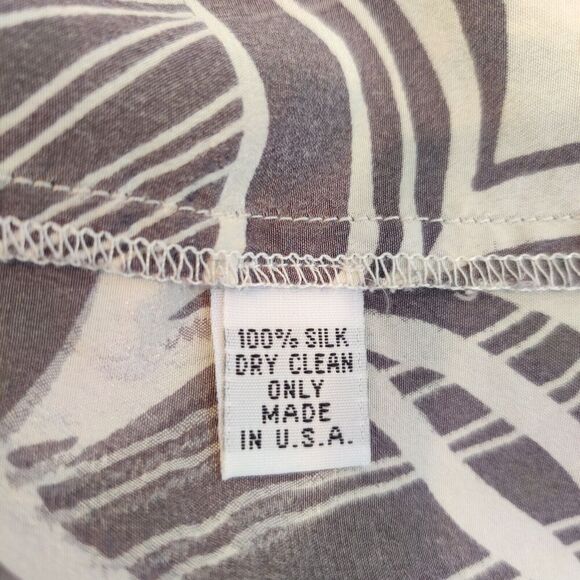 100% SILK
DRY CLEAN
ONLY
MADE
IN U.S.A.